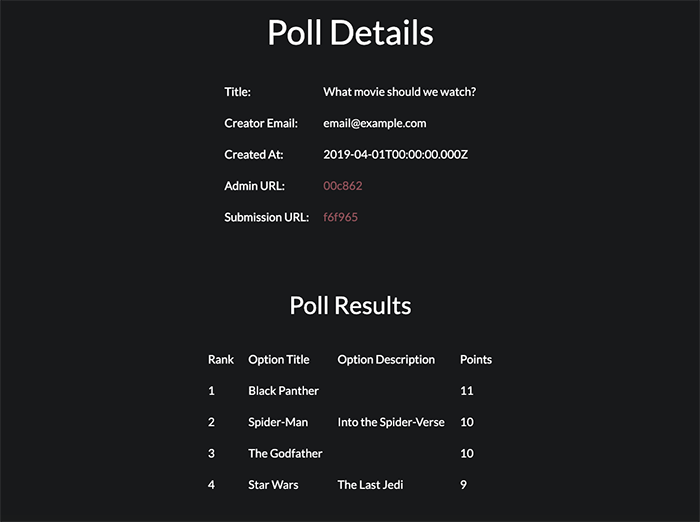 Poll Details
Title: What movie should we watch?
Creator Email: email@example.com
Created At: 2019-04-01T00:00:00.000Z
Admin URL: 00c862
Submission URL: f6f965
Poll Results
Rank Option Title Option Description Points
1 Black Panther 11
2 Spider-Man Into the Spider-Verse 10
3 The Godfather 10
4 Star Wars The Last Jedi 9